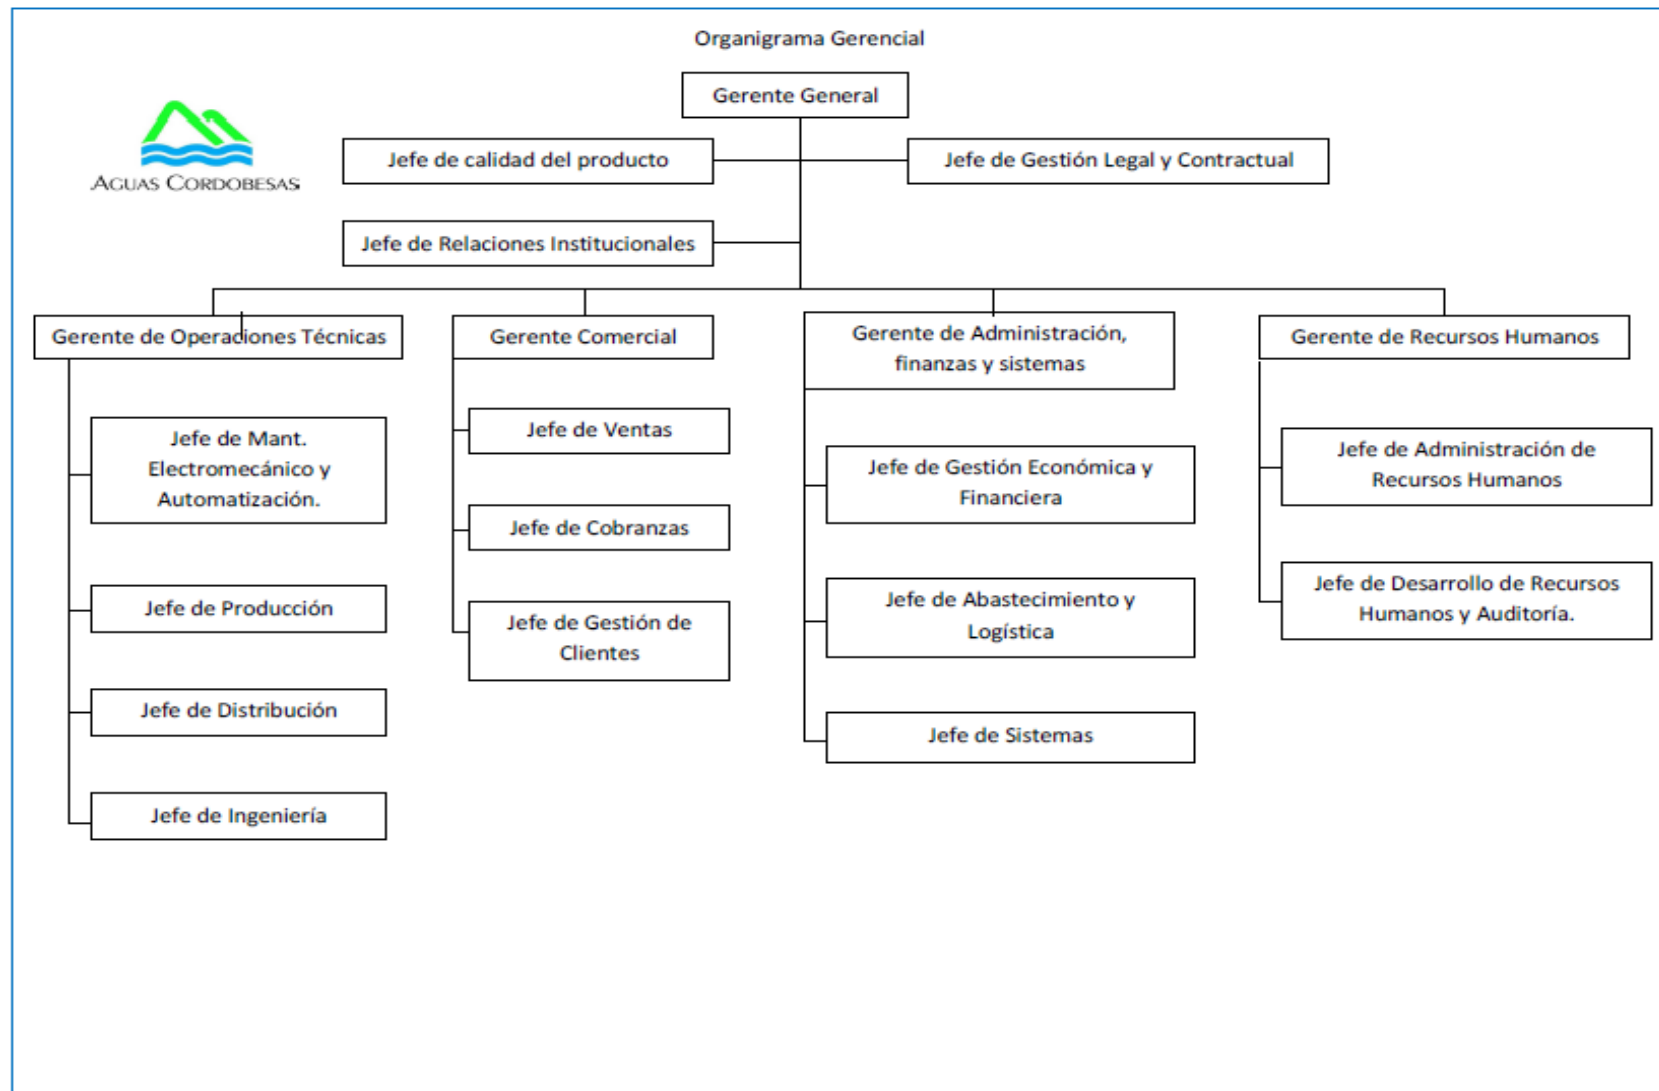 Organigrama Gerencial
Gerente General
AGUAS CORDOBESAS
Jefe de calidad del producto
Jefe de Gestión Legal y Contractual
Jefe de Relaciones Institucionales
Gerente de Operaciones Técnicas
Jefe de Mant.
Electromecánico y
Automatización.
Jefe de Producción
Jefe de Distribución
Jefe de Ingeniería
Gerente Comercial
Jefe de Ventas
Jefe de Cobranzas
Jefe de Gestión de
Clientes
Gerente de Administración,
finanzas y sistemas
Jefe de Gestión Económica y
Financiera
Jefe de Abastecimiento y
Logística
Jefe de Sistemas
Gerente de Recursos Humanos
Jefe de Administración de
Recursos Humanos
Jefe de Desarrollo de Recursos
Humanos y Auditoría.